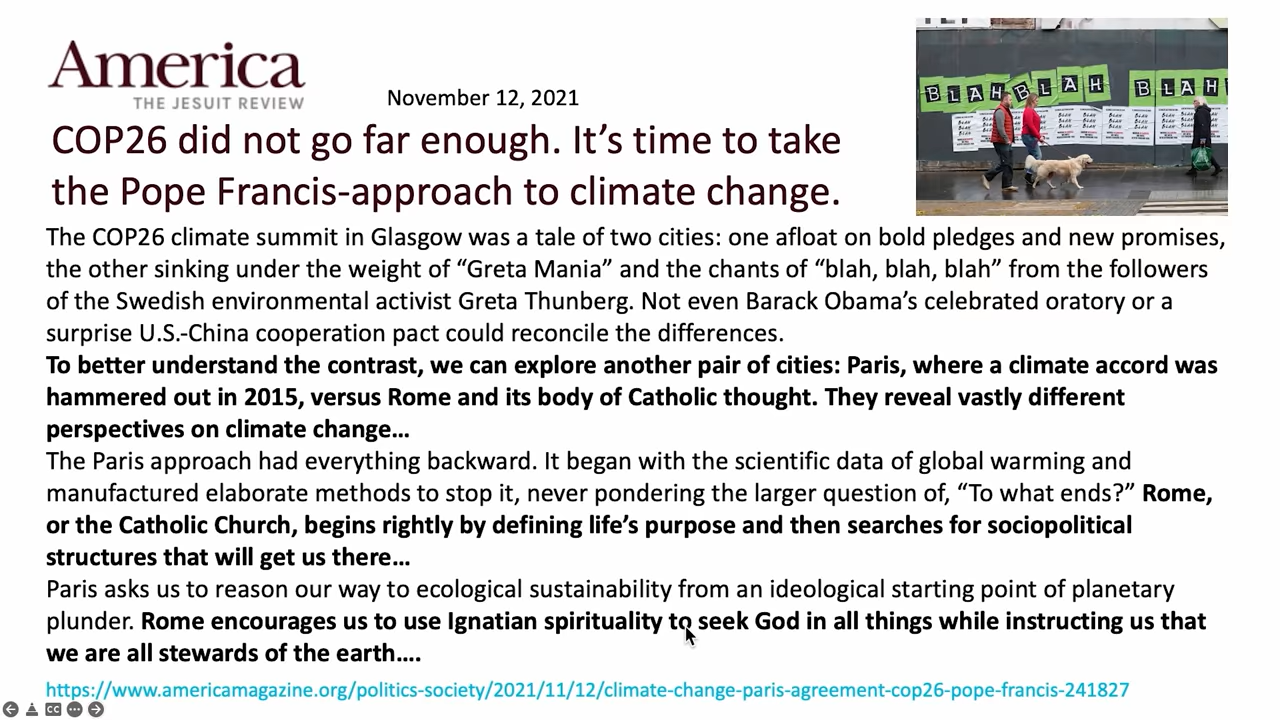 America
THE JESUIT REVIEW
November 12, 2021
COP26 did not go far enough. It’s time to take
the Pope Francis-approach to climate change.
BLAH BLAH BLAH
The COP26 climate summit in Glasgow was a tale of two cities: one afloat on bold pledges and new promises,
the other sinking under the weight of “Greta Mania” and the chants of “blah, blah, blah” from the followers
of the Swedish environmental activist Greta Thunberg. Not even Barack Obama’s celebrated oratory or a
surprise U.S.-China cooperation pact could reconcile the differences.
To better understand the contrast, we can explore another pair of cities: Paris, where a climate accord was
hammered out in 2015, versus Rome and its body of Catholic thought. They reveal vastly different
perspectives on climate change…
The Paris approach had everything backward. It began with the scientific data of global warming and
manufactured elaborate methods to stop it, never pondering the larger question of, “To what ends?” Rome,
or the Catholic Church, begins rightly by defining life’s purpose and then searches for sociopolitical
structures that will get us there…
Paris asks us to reason our way to ecological sustainability from an ideological starting point of planetary
plunder. Rome encourages us to use Ignatian spirituality to seek God in all things while instructing us that
we are all stewards of the earth….
https://www.americamagazine.org/politics-society/2021/11/12/climate-change-paris-agreement-cop26-pope-francis-241827
CC